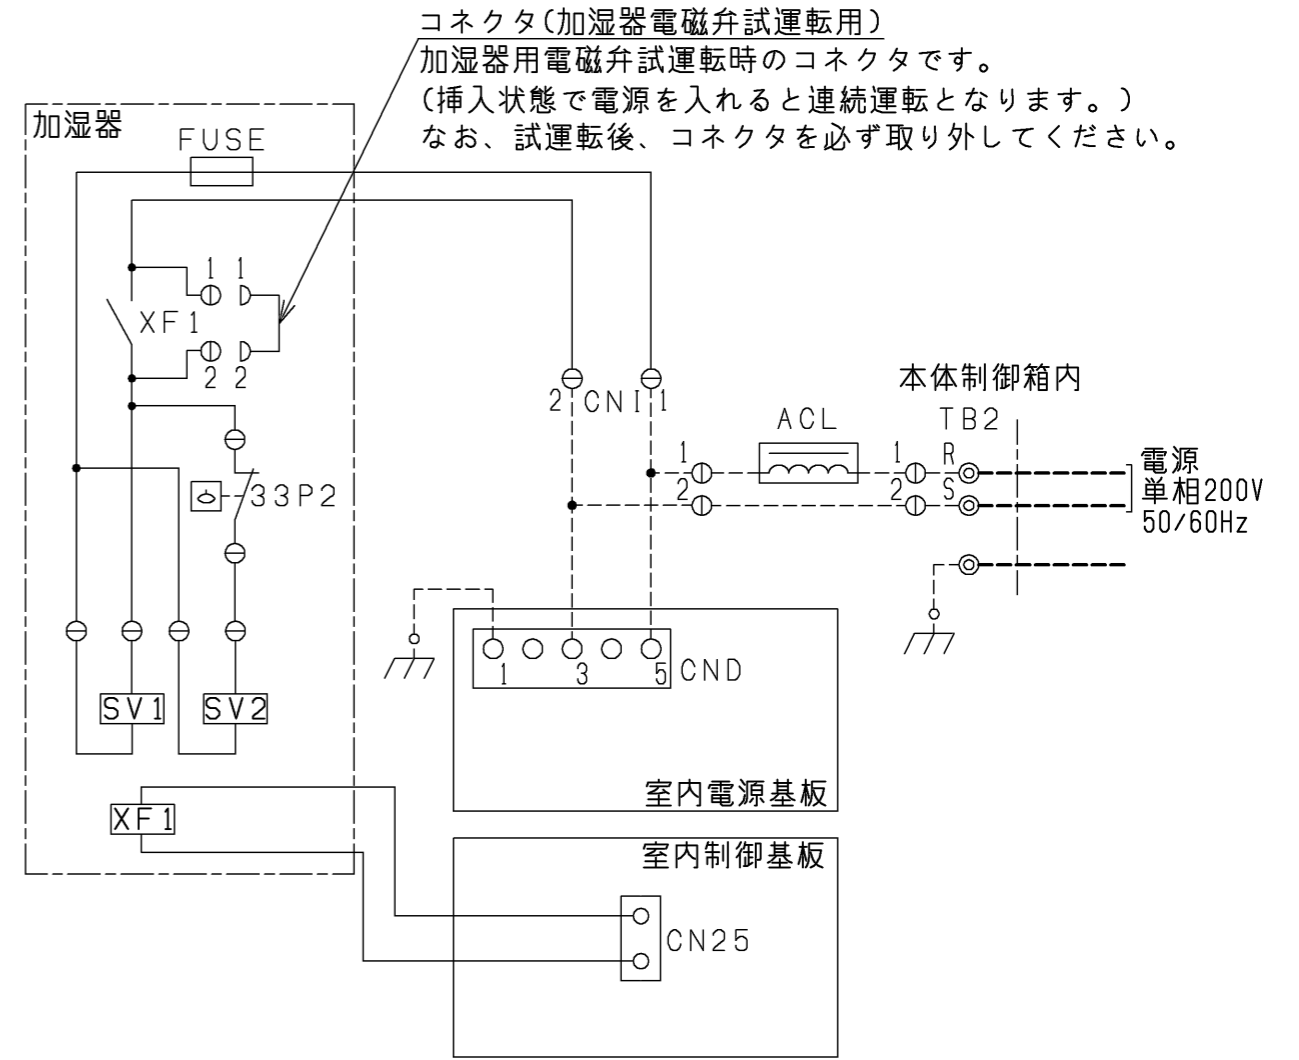 コネクタ(加湿器電磁弁試運転用)
加湿器用電磁弁試運転時のコネクタです。
(挿入状態で電源を入れると連続運転となります。)
なお、試運転後、コネクタを必ず取り外してください。
加湿器
FUSE
1 1
XF1
2 2
2 CNI 1
本体制御箱内
ACL
TB2
1 1 R
2 2 S
電源
単相200V
50/60Hz
33P2
1 3 5 CND
SV1 SV2
室内電源基板
XF1
室内制御基板
CN25